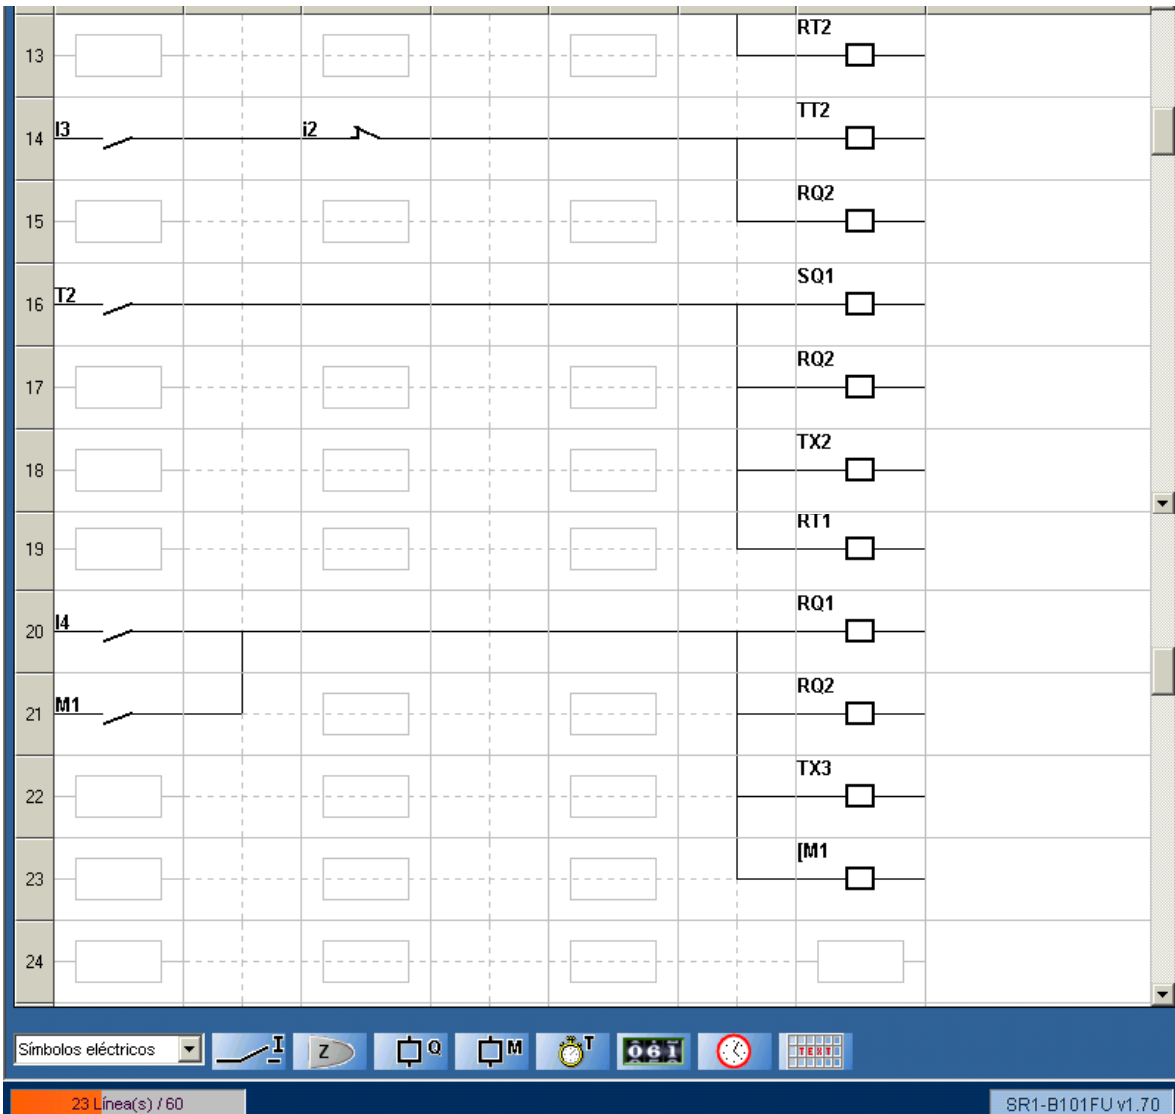 RT2
13
TT2
14 I3 i2
RQ2
15
SQ1
16 T2
RQ2
17
TX2
18
RT1
19
RQ1
20 I4
RQ2
21 M1
TX3
22
[M1
23
24
Símbolos eléctricos I Z Q M T 061 TEXT
23 Línea(s) / 60 SR1-B101FU v1.70